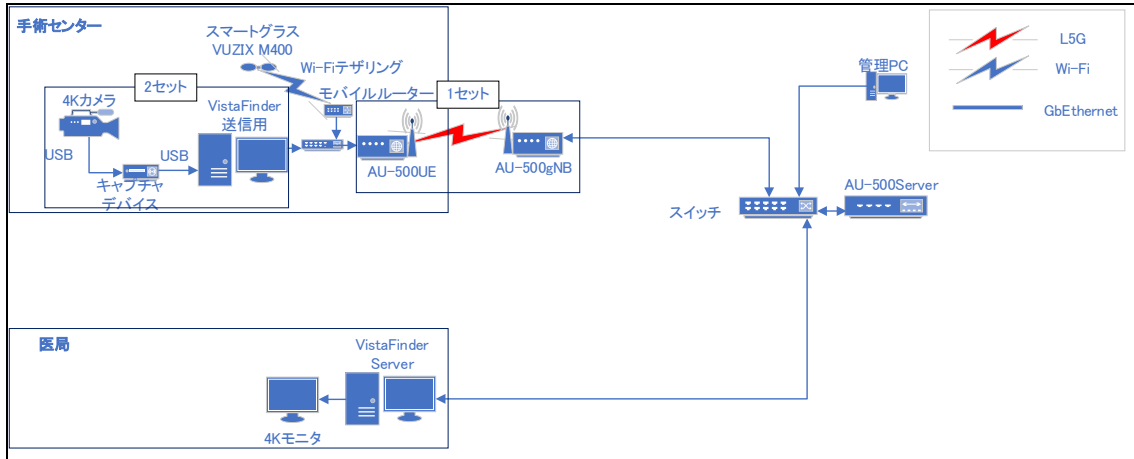 手術センター
スマートグラス
VUZIX M400
Wi-Fiテザリング
2セット
モバイルルーター
1セット
4Kカメラ
VistaFinder
送信用
USB
USB
キャプチャ
デバイス
AU-500UE
AU-500gNB
管理PC
L5G
Wi-Fi
GbEthernet
スイッチ
AU-500Server
医局
VistaFinder
Server
4Kモニタ